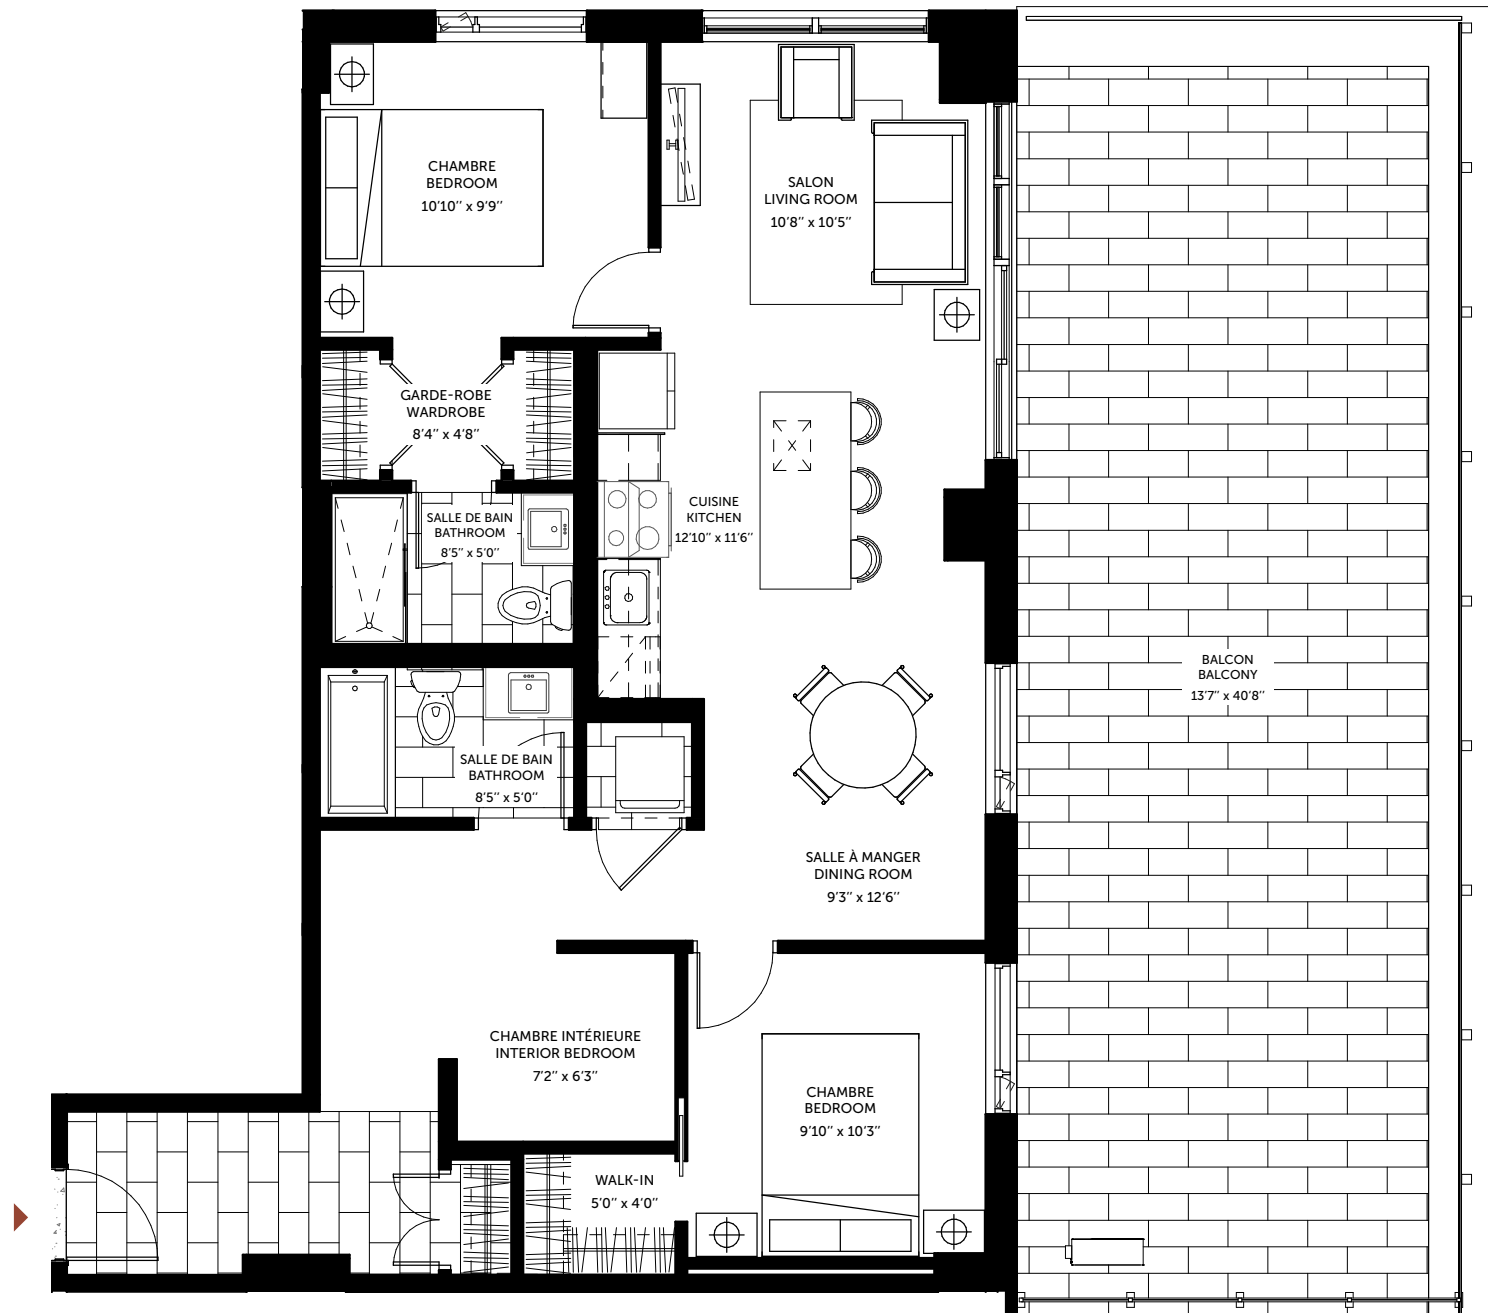 CHAMBRE
BEDROOM
10'10'' x 9'9''
SALON
LIVING ROOM
10'8'' x 10'5''
GARDE-ROBE
WARDROBE
8'4'' x 4'8''
SALLE DE BAIN
BATHROOM
8'5'' x 5'0''
CUISINE
KITCHEN
12'10'' x 11'6''
BALCON
BALCONY
13'7'' x 40'8''
SALLE DE BAIN
BATHROOM
8'5'' x 5'0''
SALLE À MANGER
DINING ROOM
9'3'' x 12'6''
CHAMBRE INTÉRIEURE
INTERIOR BEDROOM
7'2'' x 6'3''
CHAMBRE
BEDROOM
9'10'' x 10'3''
WALK-IN
5'0'' x 4'0''